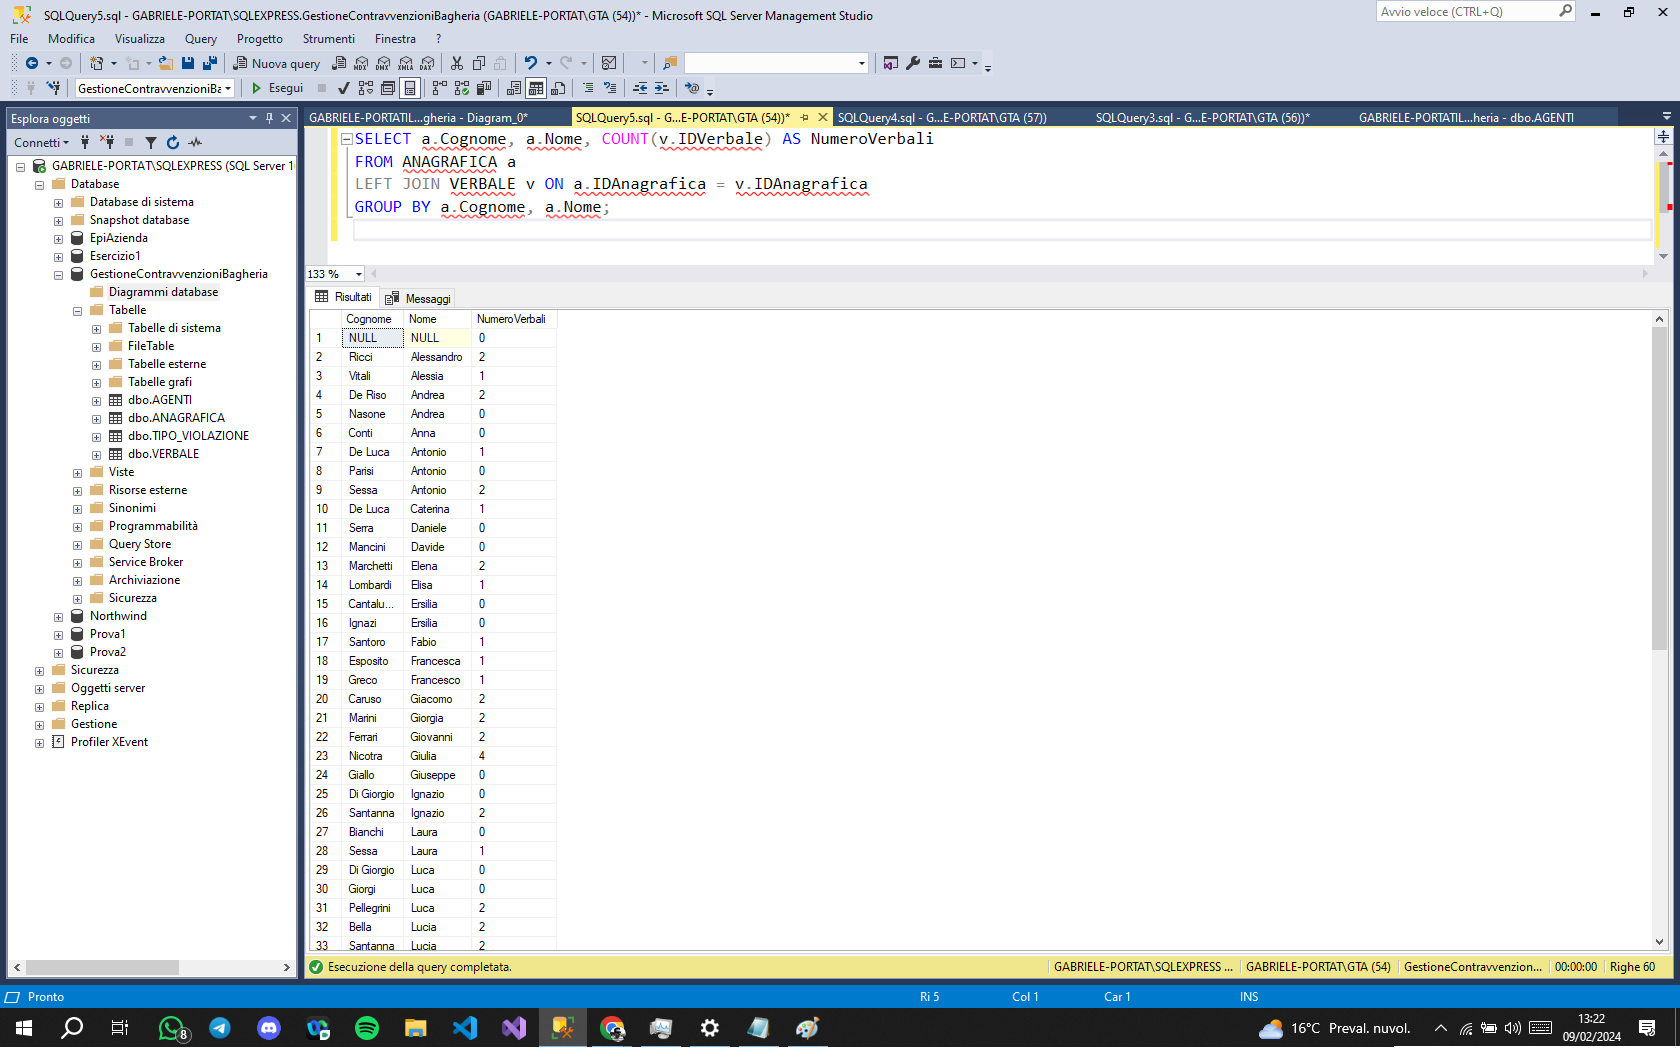 SQLQuery5.sql - GABRIELE-PORTAT\SQLEXPRESS.GestioneContravvenzioniBagheria (GABRIELE-PORTAT\GTA (54))* - Microsoft SQL Server Management Studio
Avvio veloce (CTRL+Q)
File Modifica Visualizza Query Progetto Strumenti Finestra ?
Nuova query
MDX DMX XMLA DAX
GestioneContravvenzioniBa
Esegui
Esplora oggetti
Connetti
GABRIELE-PORTAT\SQLEXPRESS (SQL Server 1
Database
Database di sistema
Snapshot database
EpiAzienda
Esercizio1
GestioneContravvenzioniBagheria
Diagrammi database
Tabelle
Tabelle di sistema
FileTable
Tabelle esterne
Tabelle grafi
dbo.AGENTI
dbo.ANAGRAFICA
dbo.TIPO_VIOLAZIONE
dbo.VERBALE
Viste
Risorse esterne
Sinonimi
Programmabilità
Query Store
Service Broker
Archiviazione
Sicurezza
Northwind
Prova1
Prova2
Sicurezza
Oggetti server
Replica
Gestione
Profiler XEvent
GABRIELE-PORTATIL...gheria - Diagram_0*
SQLQuery5.sql - G...E-PORTAT\GTA (54))*
SQLQuery4.sql - G...E-PORTAT\GTA (57))
SQLQuery3.sql - G...E-PORTAT\GTA (56))*
GABRIELE-PORTATIL...heria - dbo.AGENTI
SELECT a.Cognome, a.Nome, COUNT(v.IDVerbale) AS NumeroVerbali
FROM ANAGRAFICA a
LEFT JOIN VERBALE v ON a.IDAnagrafica = v.IDAnagrafica
GROUP BY a.Cognome, a.Nome;
133 %
Risultati Messaggi
Cognome Nome NumeroVerbali
1 NULL NULL 0
2 Ricci Alessandro 2
3 Vitali Alessia 1
4 De Riso Andrea 2
5 Nasone Andrea 0
6 Conti Anna 0
7 De Luca Antonio 1
8 Parisi Antonio 0
9 Sessa Antonio 2
10 De Luca Caterina 1
11 Serra Daniele 0
12 Mancini Davide 0
13 Marchetti Elena 2
14 Lombardi Elisa 1
15 Cantalu... Ersilia 0
16 Ignazi Ersilia 0
17 Santoro Fabio 1
18 Esposito Francesca 1
19 Greco Francesco 1
20 Caruso Giacomo 2
21 Marini Giorgia 2
22 Ferrari Giovanni 2
23 Nicotra Giulia 4
24 Giallo Giuseppe 0
25 Di Giorgio Ignazio 0
26 Santanna Ignazio 2
27 Bianchi Laura 0
28 Sessa Laura 1
29 Di Giorgio Luca 0
30 Giorgi Luca 0
31 Pellegrini Luca 2
32 Bella Lucia 2
33 Santanna Lucia 2
Esecuzione della query completata.
GABRIELE-PORTAT\SQLEXPRESS ... GABRIELE-PORTAT\GTA (54) GestioneContravvenzion... 00:00:00 Righe 60
Pronto Ri 5 Col 1 Car 1 INS
8
16°C Preval. nuvol.
13:22
09/02/2024